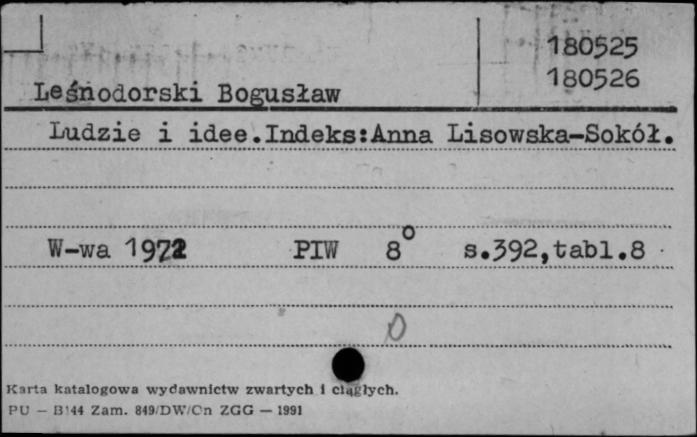 180525
180526
Leśnodorski Bogusław
Ludzie i idee.Indeks:Anna Lisowska-Sokół.
W-wa 1972 PIW 8° s.392,tabl.8
Karta katalogowa wydawnictw zwartych i ciągłych.
PU — B144 Zam. 849/DW/Cn ZGG — 1991